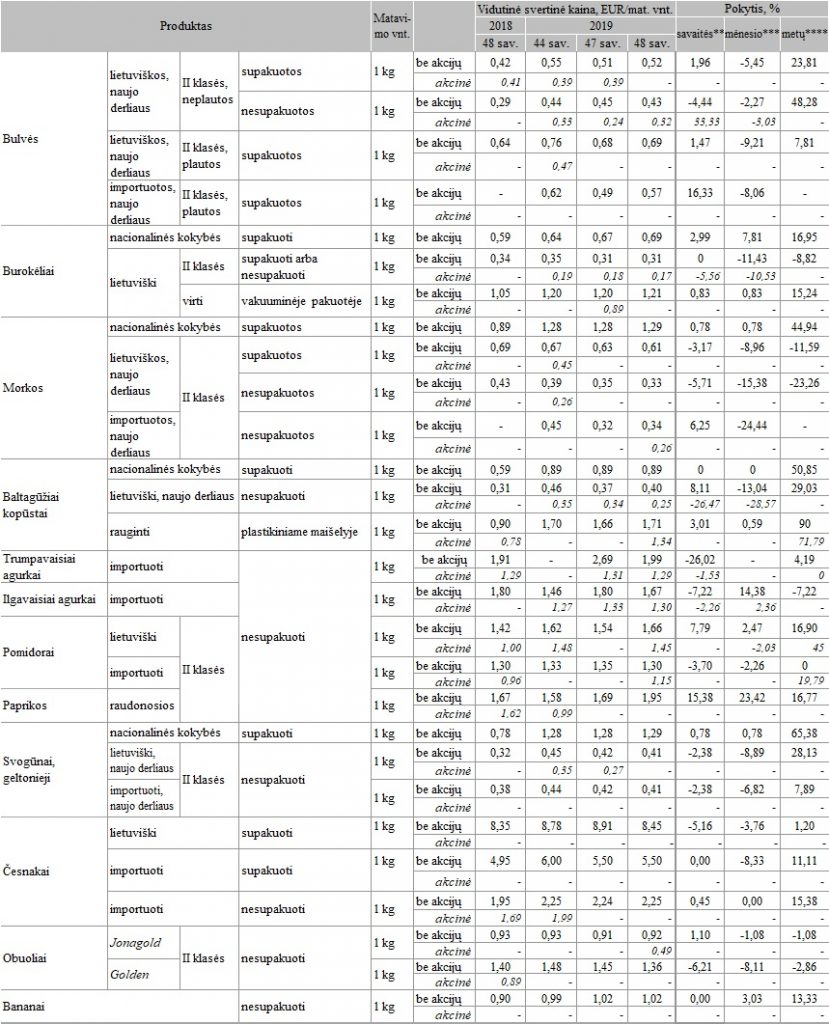 Produktas Matavi- mo vnt. Vidutinė svertinė kaina, EUR/mat. vnt. Pokytis, %
2018 2019 savaitės** mėnesio*** metų****
48 sav. 44 sav. 47 sav. 48 sav.
Bulvės lietuviškos, naujo derliaus II klasės, neplautos supakuotos 1 kg be akcijų 0,42 0,55 0,51 0,52 1,96 -5,45 23,81
akcinė 0,41 0,39 0,39 - - - -
nesupakuotos 1 kg be akcijų 0,29 0,44 0,45 0,43 -4,44 -2,27 48,28
akcinė - 0,33 0,24 0,32 33,33 -3,03 -
lietuviškos, naujo derliaus II klasės, plautos supakuotos 1 kg be akcijų 0,64 0,76 0,68 0,69 1,47 -9,21 7,81
akcinė - 0,47 - - - - -
importuotos, naujo derliaus II klasės, plautos supakuotos 1 kg be akcijų - 0,62 0,49 0,57 16,33 -8,06 -
akcinė - - - - - - -
Burokėliai nacionalinės kokybės supakuoti 1 kg be akcijų 0,59 0,64 0,67 0,69 2,99 7,81 16,95
lietuviški II klasės supakuoti arba nesupakuoti 1 kg be akcijų 0,34 0,35 0,31 0,31 0 -11,43 -8,82
akcinė - 0,19 0,18 0,17 -5,56 -10,53 -
virti vakuuminėje pakuotėje 1 kg be akcijų 1,05 1,20 1,20 1,21 0,83 0,83 15,24
akcinė - - 0,89 - - - -
Morkos nacionalinės kokybės supakuotos 1 kg be akcijų 0,89 1,28 1,28 1,29 0,78 0,78 44,94
lietuviškos, naujo derliaus II klasės supakuotos 1 kg be akcijų 0,69 0,67 0,63 0,61 -3,17 -8,96 -11,59
akcinė - 0,45 - - - - -
nesupakuotos 1 kg be akcijų 0,43 0,39 0,35 0,33 -5,71 -15,38 -23,26
akcinė - 0,26 - - - - -
importuotos, naujo derliaus nesupakuotos 1 kg be akcijų - 0,45 0,32 0,34 6,25 -24,44 -
akcinė - - - 0,26 - - -
Baltagūžiai kopūstai nacionalinės kokybės supakuoti 1 kg be akcijų 0,59 0,89 0,89 0,89 0 0 50,85
lietuviški, naujo derliaus nesupakuoti 1 kg be akcijų 0,31 0,46 0,37 0,40 8,11 -13,04 29,03
akcinė - 0,35 0,34 0,25 -26,47 -28,57 -
rauginti plastikiniame maišelyje 1 kg be akcijų 0,90 1,70 1,66 1,71 3,01 0,59 90
akcinė 0,78 - - 1,34 - - 71,79
Trumpavaisiai agurkai importuoti nesupakuoti 1 kg be akcijų 1,91 - 2,69 1,99 -26,02 - 4,19
akcinė 1,29 - 1,31 1,29 -1,53 - 0
Ilgavaisiai agurkai importuoti 1 kg be akcijų 1,80 1,46 1,80 1,67 -7,22 14,38 -7,22
akcinė - 1,27 1,33 1,30 -2,26 2,36 -
Pomidorai lietuviški II klasės 1 kg be akcijų 1,42 1,62 1,54 1,66 7,79 2,47 16,90
akcinė 1,00 1,48 - 1,45 - -2,03 45
importuoti 1 kg be akcijų 1,30 1,33 1,35 1,30 -3,70 -2,26 0
akcinė 0,96 - - 1,15 - - 19,79
Paprikos raudonosios 1 kg be akcijų 1,67 1,58 1,69 1,95 15,38 23,42 16,77
akcinė 1,62 0,99 - - - - -
Svogūnai, geltonieji nacionalinės kokybės supakuoti 1 kg be akcijų 0,78 1,28 1,28 1,29 0,78 0,78 65,38
lietuviški, naujo derliaus II klasės nesupakuoti 1 kg be akcijų 0,32 0,45 0,42 0,41 -2,38 -8,89 28,13
akcinė - 0,35 0,27 - - - -
importuoti, naujo derliaus 1 kg be akcijų 0,38 0,44 0,42 0,41 -2,38 -6,82 7,89
akcinė - - - - - - -
Česnakai lietuviški supakuoti 1 kg be akcijų 8,35 8,78 8,91 8,45 -5,16 -3,76 1,20
akcinė - - - - - - -
importuoti supakuoti 1 kg be akcijų 4,95 6,00 5,50 5,50 0,00 -8,33 11,11
akcinė - - - - - - -
importuoti nesupakuoti 1 kg be akcijų 1,95 2,25 2,24 2,25 0,45 0,00 15,38
akcinė 1,69 1,99 - - - - -
Obuoliai Jonagold II klasės nesupakuoti 1 kg be akcijų 0,93 0,93 0,91 0,92 1,10 -1,08 -1,08
akcinė - - - 0,49 - - -
Golden 1 kg be akcijų 1,40 1,48 1,45 1,36 -6,21 -8,11 -2,86
akcinė 0,89 - - - - - -
Bananai nesupakuoti 1 kg be akcijų 0,90 0,99 1,02 1,02 0,00 3,03 13,33
akcinė - - - - - - -